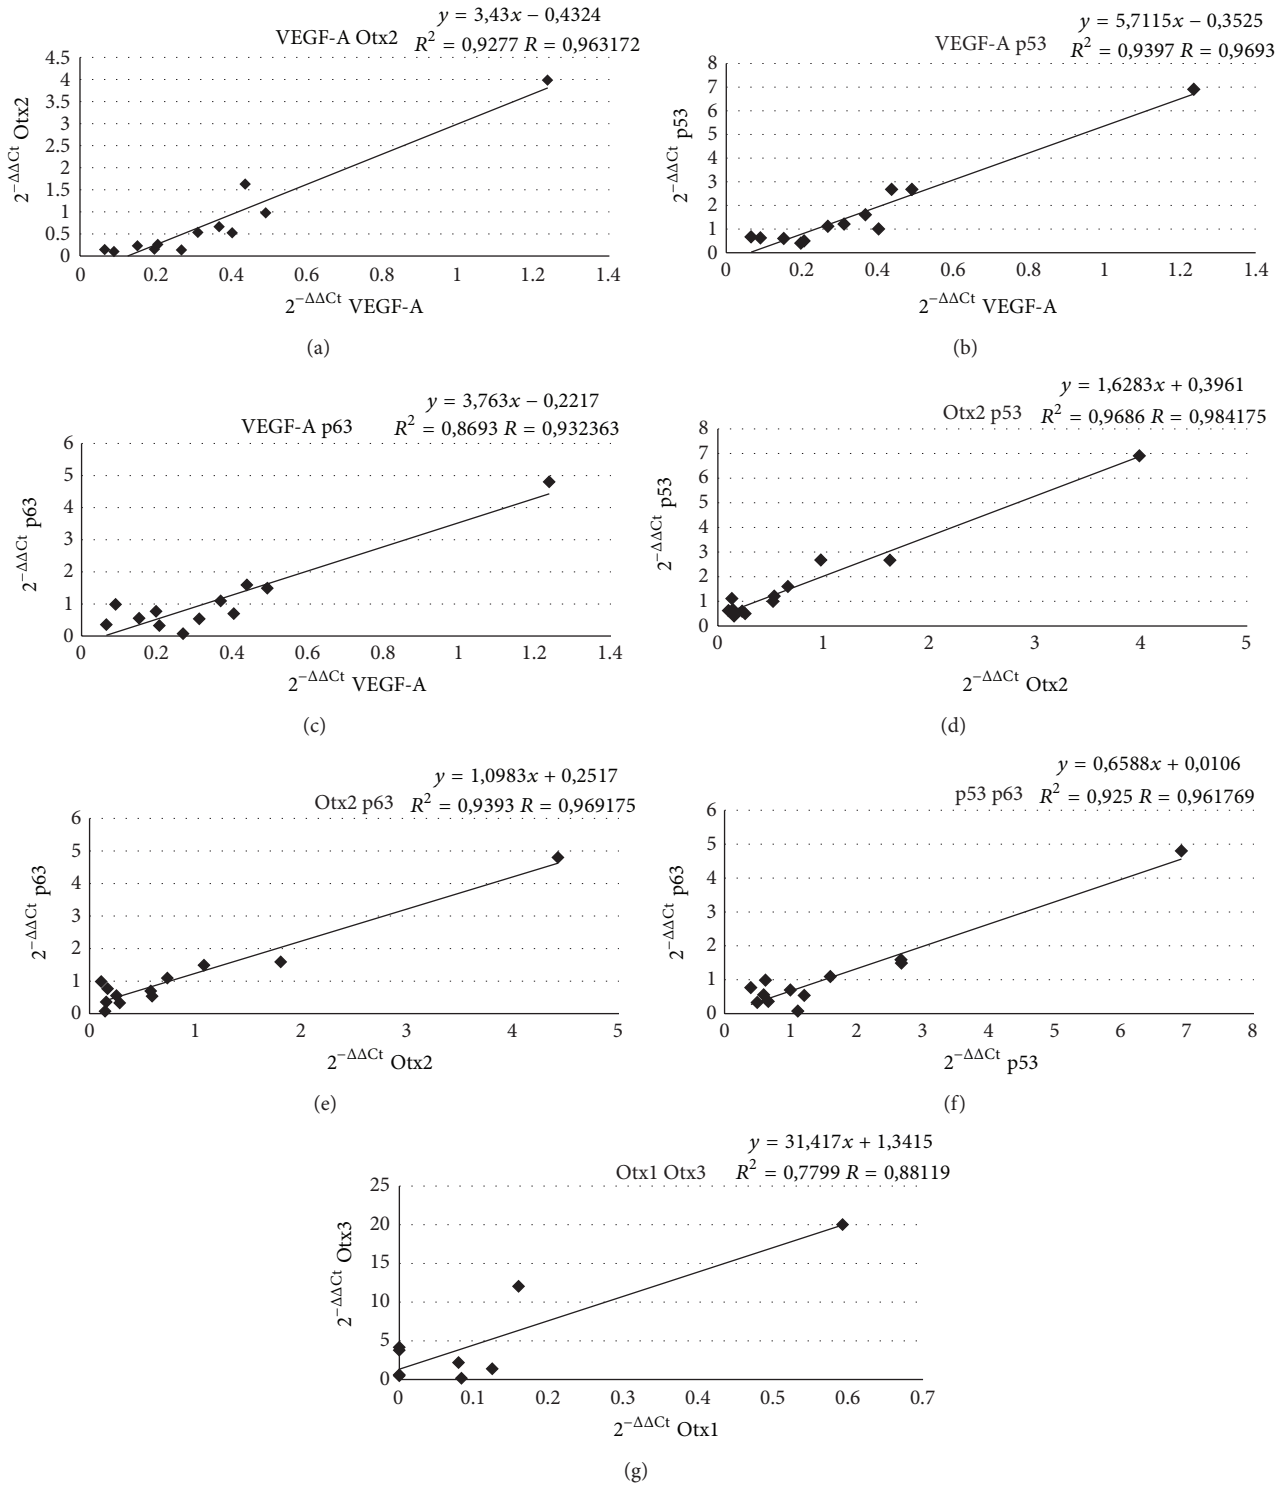 y = 3,43x − 0,4324
VEGF-A Otx2 R² = 0,9277 R = 0,963172
4.5
4
3.5
3
2.5
2
1.5
1
0.5
0
2^−ΔΔCt Otx2
0 0.2 0.4 0.6 0.8 1 1.2 1.4
2^−ΔΔCt VEGF-A
(a)
y = 5,7115x − 0,3525
VEGF-A p53 R² = 0,9397 R = 0,9693
8
7
6
5
4
3
2
1
0
2^−ΔΔCt p53
0 0.2 0.4 0.6 0.8 1 1.2 1.4
2^−ΔΔCt VEGF-A
(b)
y = 3,763x − 0,2217
VEGF-A p63 R² = 0,8693 R = 0,932363
6
5
4
3
2
1
0
2^−ΔΔCt p63
0 0.2 0.4 0.6 0.8 1 1.2 1.4
2^−ΔΔCt VEGF-A
(c)
y = 1,6283x + 0,3961
Otx2 p53 R² = 0,9686 R = 0,984175
8
7
6
5
4
3
2
1
0
2^−ΔΔCt p53
0 1 2 3 4 5
2^−ΔΔCt Otx2
(d)
y = 1,0983x + 0,2517
Otx2 p63 R² = 0,9393 R = 0,969175
6
5
4
3
2
1
0
2^−ΔΔCt p63
0 1 2 3 4 5
2^−ΔΔCt Otx2
(e)
y = 0,6588x + 0,0106
p53 p63 R² = 0,925 R = 0,961769
6
5
4
3
2
1
0
2^−ΔΔCt p63
0 1 2 3 4 5 6 7 8
2^−ΔΔCt p53
(f)
y = 31,417x + 1,3415
Otx1 Otx3 R² = 0,7799 R = 0,88119
25
20
15
10
5
0
2^−ΔΔCt Otx3
0 0.1 0.2 0.3 0.4 0.5 0.6 0.7
2^−ΔΔCt Otx1
(g)